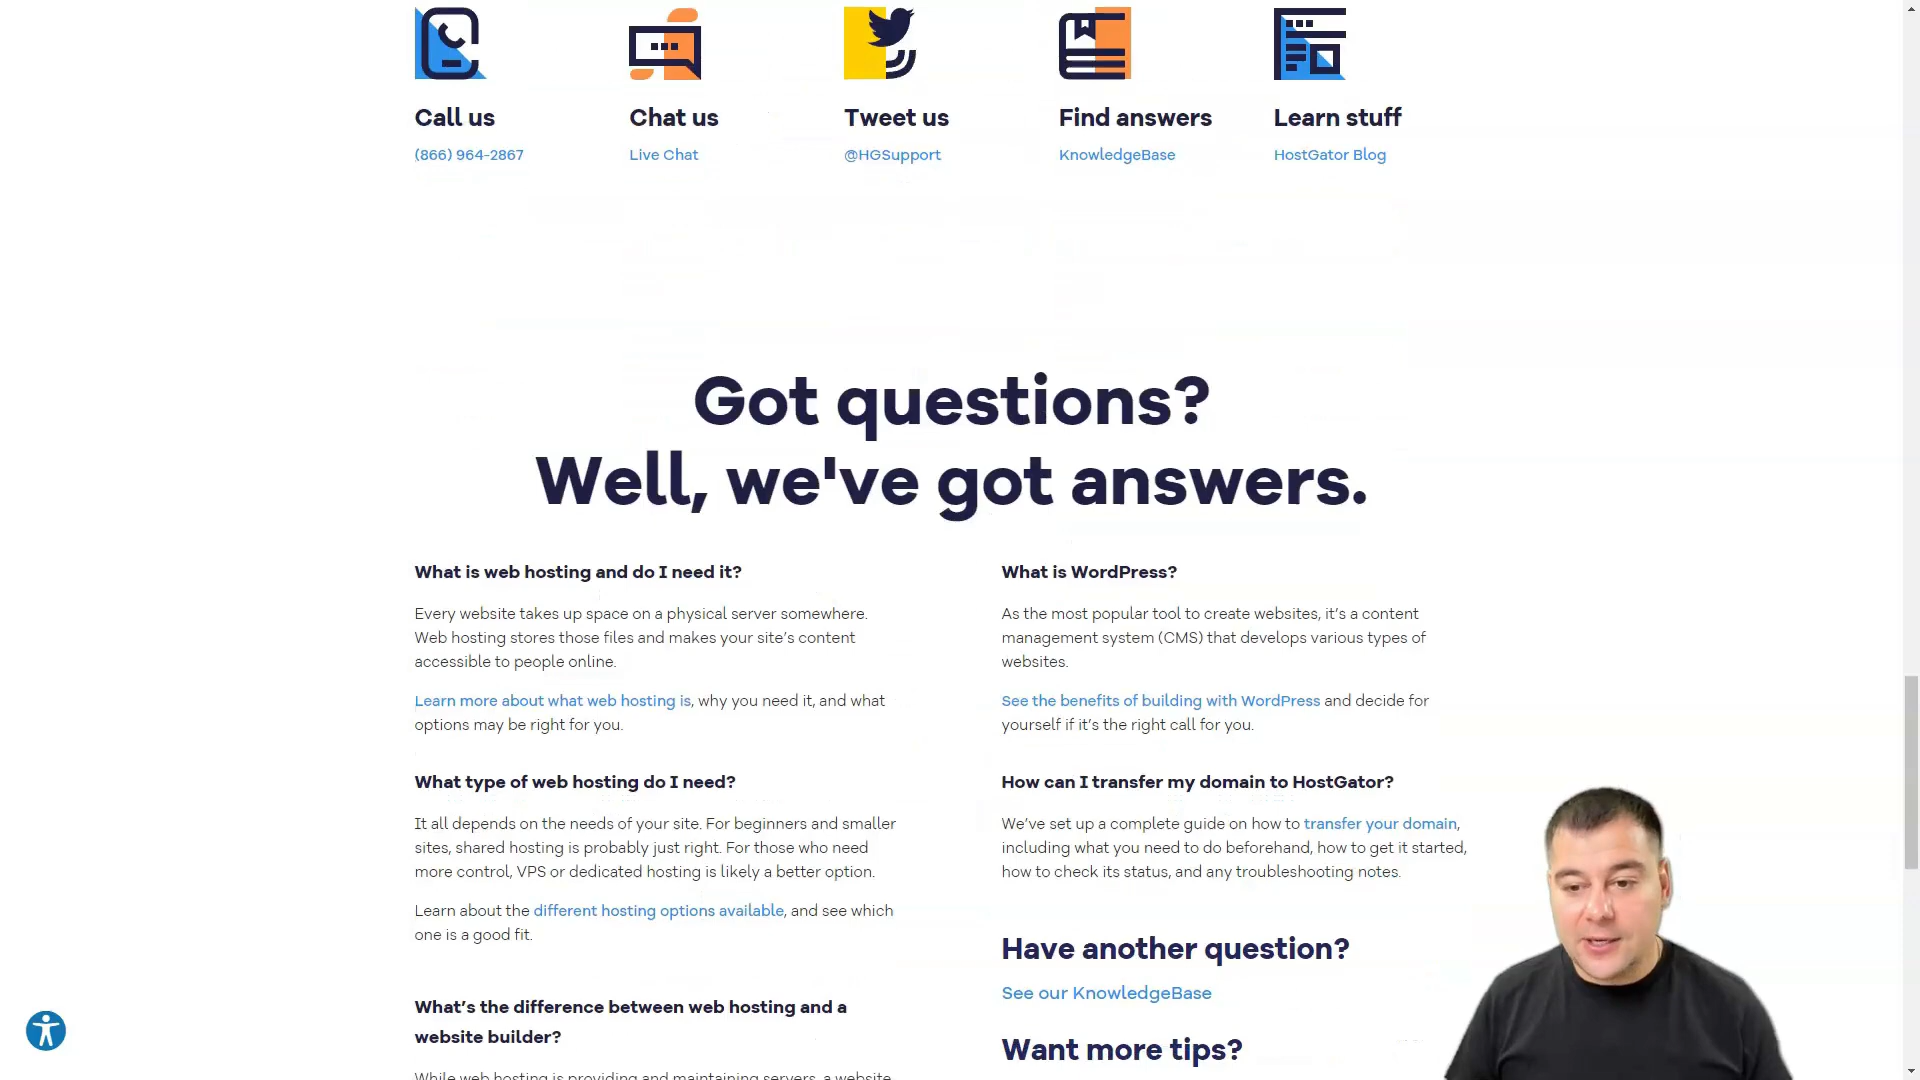 Call us
(866) 964-2867
Chat us
Live Chat
Tweet us
@HGSupport
Find answers
KnowledgeBase
Learn stuff
HostGator Blog
Got questions?
Well, we've got answers.
What is web hosting and do I need it?
Every website takes up space on a physical server somewhere.
Web hosting stores those files and makes your site’s content
accessible to people online.
Learn more about what web hosting is, why you need it, and what
options may be right for you.
What type of web hosting do I need?
It all depends on the needs of your site. For beginners and smaller
sites, shared hosting is probably just right. For those who need
more control, VPS or dedicated hosting is likely a better option.
Learn about the different hosting options available, and see which
one is a good fit.
What’s the difference between web hosting and a
website builder?
While web hosting is providing and maintaining servers, a website
What is WordPress?
As the most popular tool to create websites, it’s a content
management system (CMS) that develops various types of
websites.
See the benefits of building with WordPress and decide for
yourself if it’s the right call for you.
How can I transfer my domain to HostGator?
We’ve set up a complete guide on how to transfer your domain,
including what you need to do beforehand, how to get it started,
how to check its status, and any troubleshooting notes.
Have another question?
See our KnowledgeBase
Want more tips?